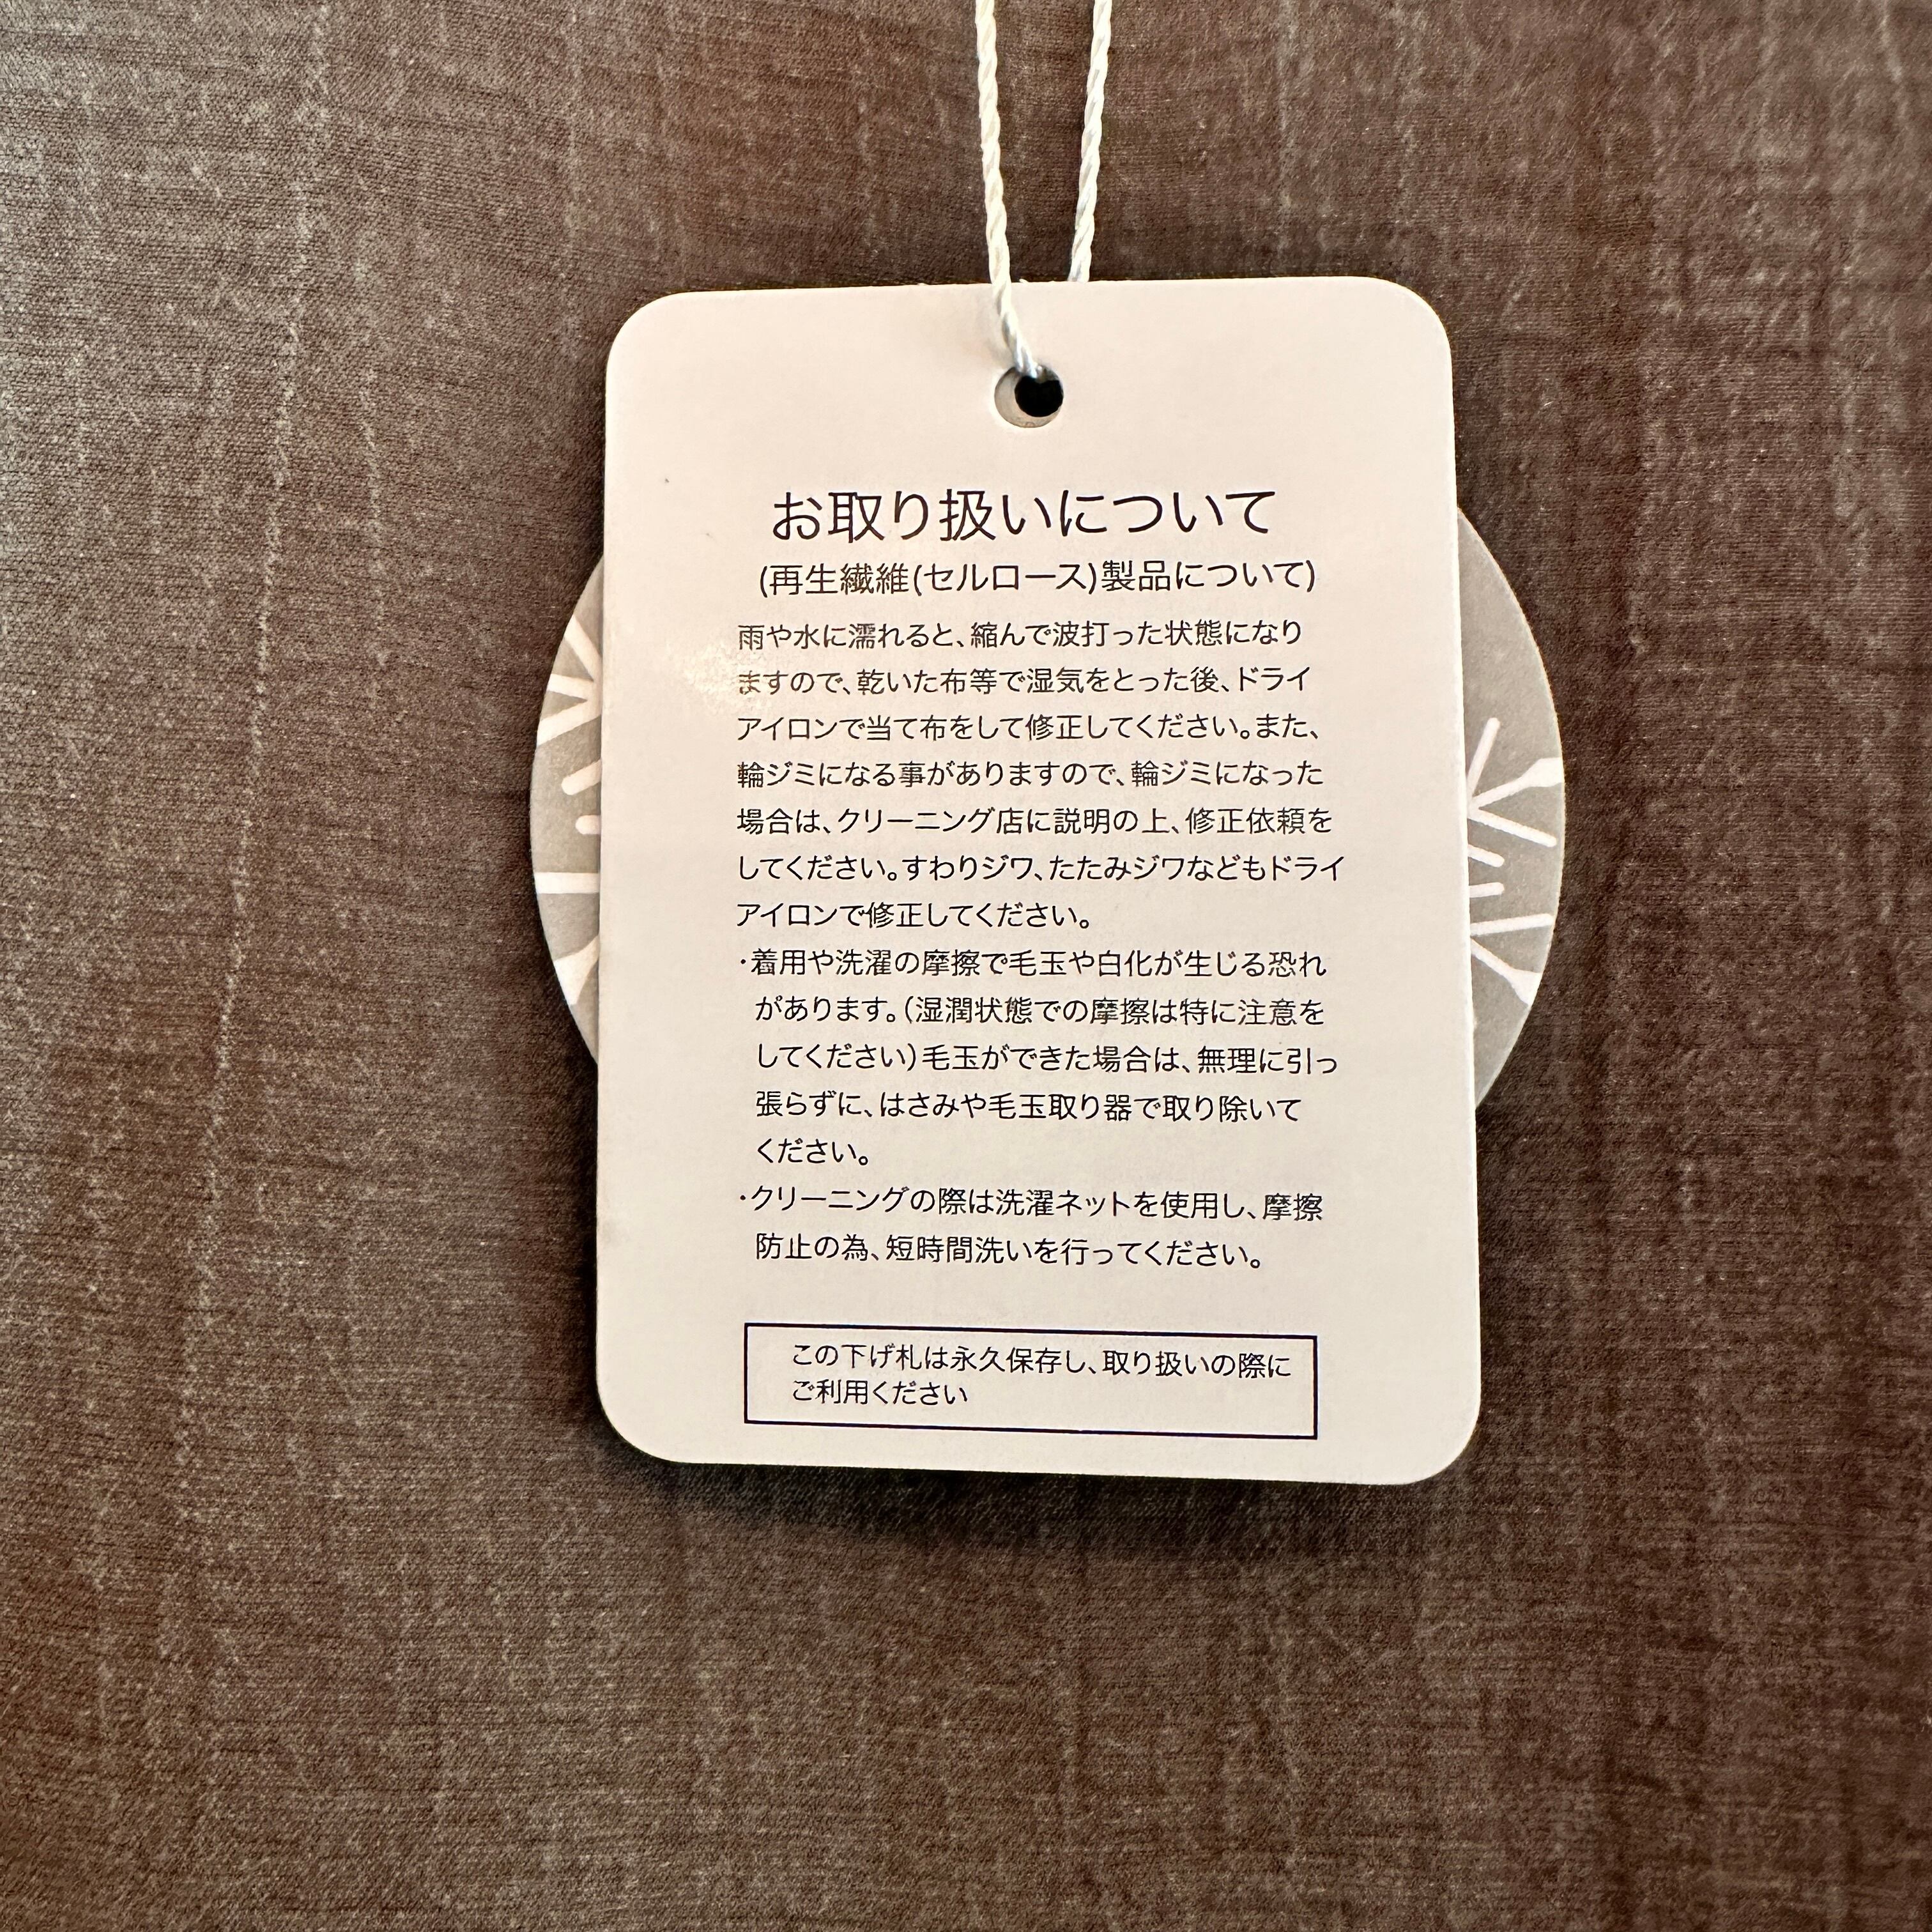 お取り扱いについて
(再生繊維(セルロース)製品について)
雨や水に濡れると、縮んで波打った状態になり
ますので、乾いた布等で湿気をとった後、ドライ
アイロンで当て布をして修正してください。また、
輪ジミになる事がありますので、輪ジミになった
場合は、クリーニング店に説明の上、修正依頼を
してください。すわりジワ、たたみジワなどもドライ
アイロンで修正してください。
・着用や洗濯の摩擦で毛玉や白化が生じる恐れ
があります。(湿潤状態での摩擦は特に注意を
してください)毛玉ができた場合は、無理に引っ
張らずに、はさみや毛玉取り器で取り除いて
ください。
・クリーニングの際は洗濯ネットを使用し、摩擦
防止の為、短時間洗いを行ってください。
この下げ札は永久保存し、取り扱いの際に
ご利用ください